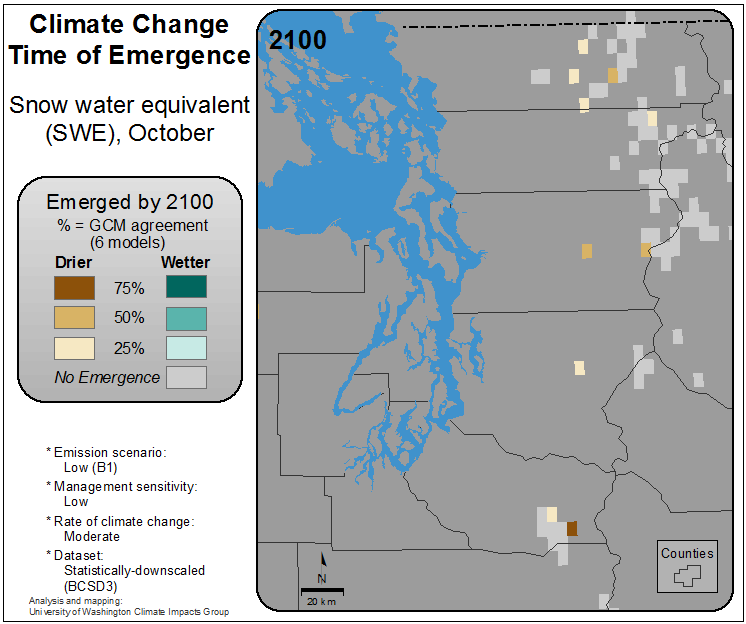 Climate Change
Time of Emergence
Snow water equivalent
(SWE), October
Emerged by 2100
% = GCM agreement
(6 models)
Drier Wetter
75%
50%
25%
No Emergence
* Emission scenario:
Low (B1)
* Management sensitivity:
Low
* Rate of climate change:
Moderate
* Dataset:
Statistically-downscaled
(BCSD3)
Analysis and mapping:
University of Washington Climate Impacts Group
2100
N
20 km
Counties